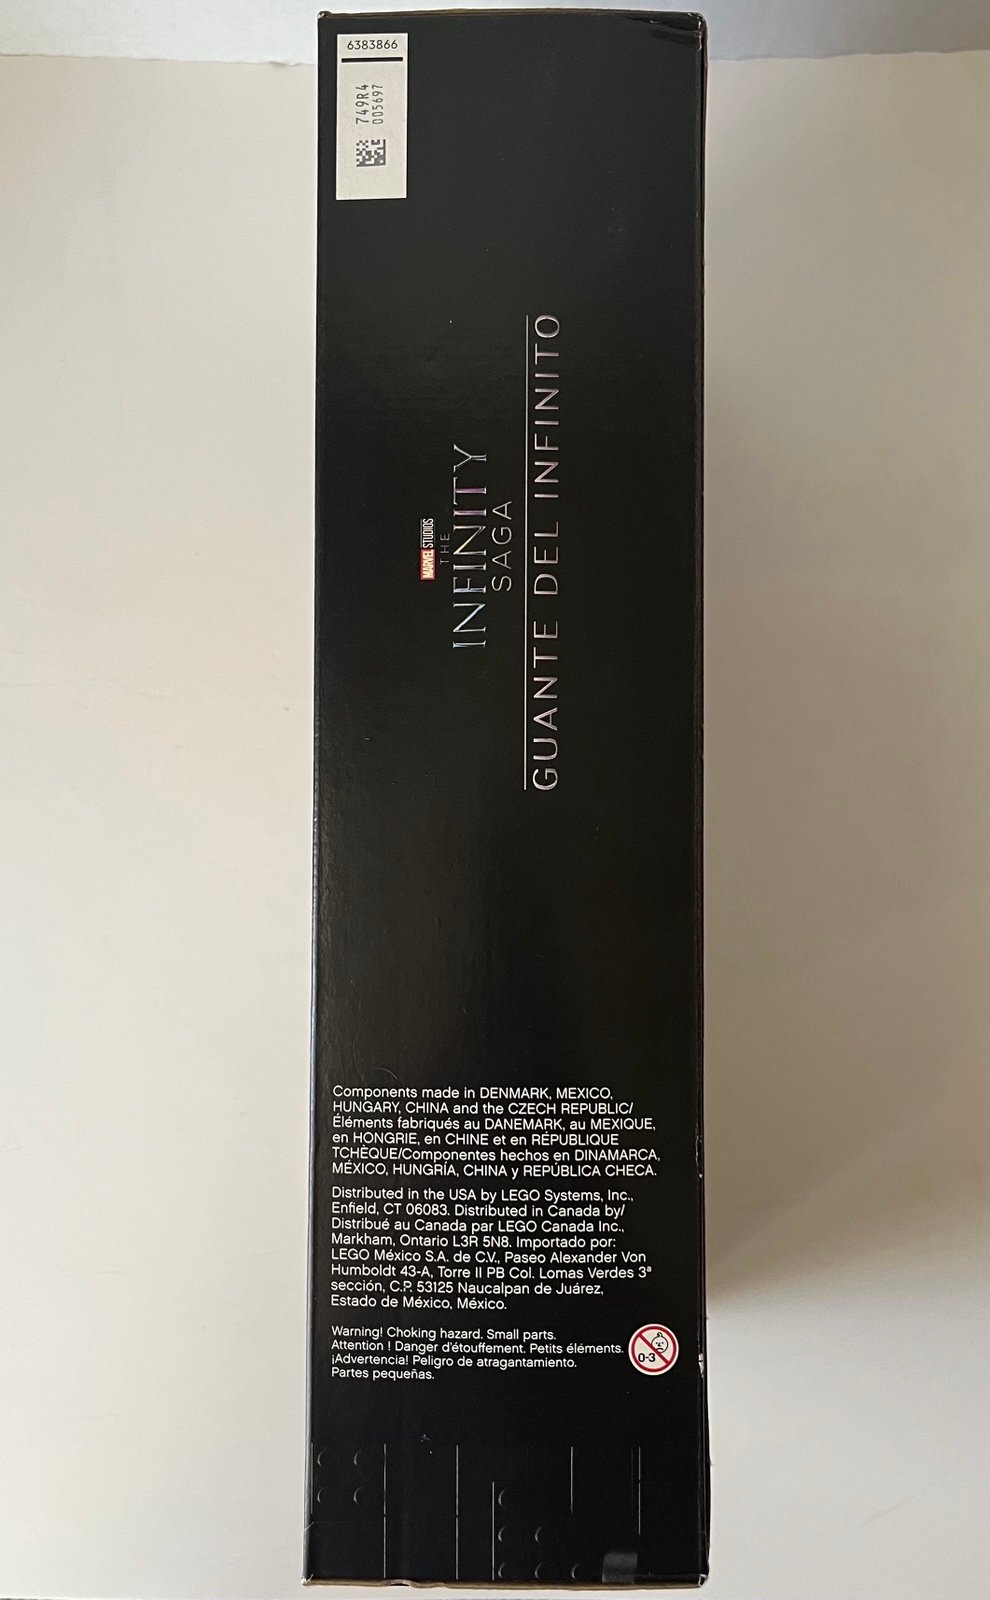 6383866
749R4
005697
MARVEL STUDIOS
THE
INFINITY
SAGA
GUANTE DEL INFINITO
Components made in DENMARK, MEXICO,
HUNGARY, CHINA and the CZECH REPUBLIC/
Éléments fabriqués au DANEMARK, au MEXIQUE,
en HONGRIE, en CHINE et en RÉPUBLIQUE
TCHÈQUE/Componentes hechos en DINAMARCA,
MÉXICO, HUNGRÍA, CHINA y REPÚBLICA CHECA.
Distributed in the USA by LEGO Systems, Inc.,
Enfield, CT 06083. Distributed in Canada by/
Distribué au Canada par LEGO Canada Inc.,
Markham, Ontario L3R 5N8. Importado por:
LEGO México S.A. de C.V., Paseo Alexander Von
Humboldt 43-A, Torre II PB Col. Lomas Verdes 3ª
sección, C.P. 53125 Naucalpan de Juárez,
Estado de México, México.
Warning! Choking hazard. Small parts.
Attention ! Danger d'étouffement. Petits éléments.
¡Advertencia! Peligro de atragantamiento.
Partes pequeñas.
0-3